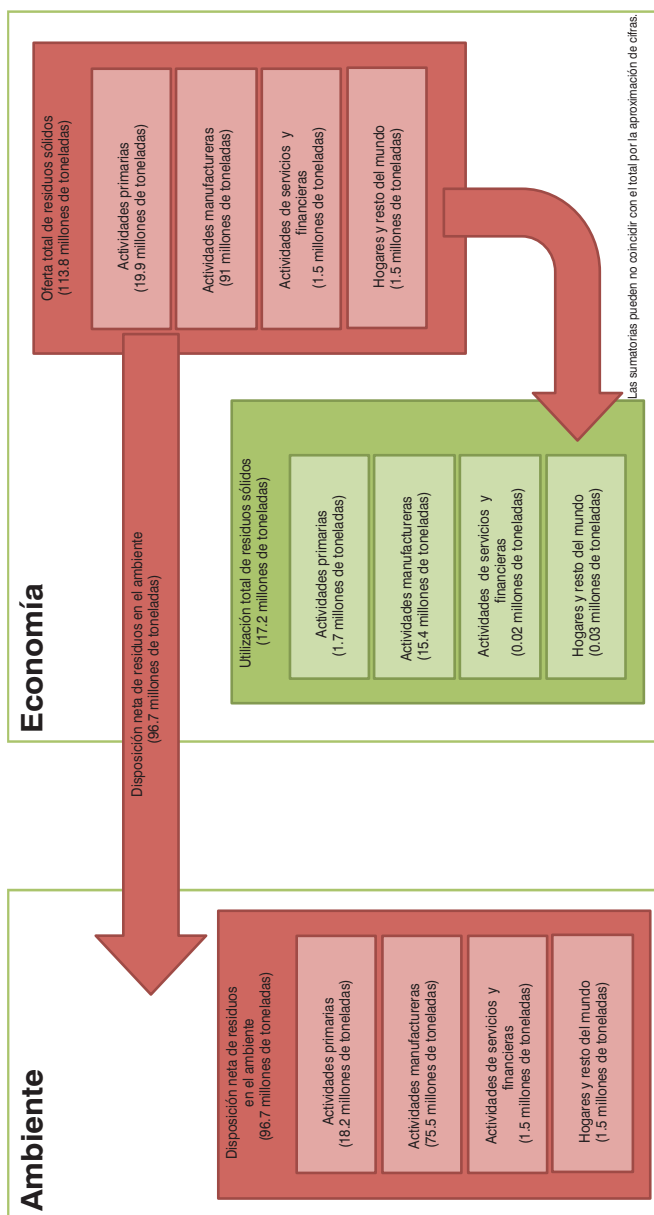 Ambiente
Disposición neta de residuos
en el ambiente
(96.7 millones de toneladas)
Actividades primarias
(18.2 millones de toneladas)
Actividades manufactureras
(75.5 millones de toneladas)
Actividades de servicios y
financieras
(1.5 millones de toneladas)
Hogares y resto del mundo
(1.5 millones de toneladas)
Economía
Disposición neta de residuos en el ambiente
(96.7 millones de toneladas)
Utilización total de residuos sólidos
(17.2 millones de toneladas)
Actividades primarias
(1.7 millones de toneladas)
Actividades manufactureras
(15.4 millones de toneladas)
Actividades de servicios y
financieras
(0.02 millones de toneladas)
Hogares y resto del mundo
(0.03 millones de toneladas)
Oferta total de residuos sólidos
(113.8 millones de toneladas)
Actividades primarias
(19.9 millones de toneladas)
Actividades manufactureras
(91 millones de toneladas)
Actividades de servicios y
financieras
(1.5 millones de toneladas)
Hogares y resto del mundo
(1.5 millones de toneladas)
Las sumatorias pueden no coincidir con el total por la aproximación de cifras.